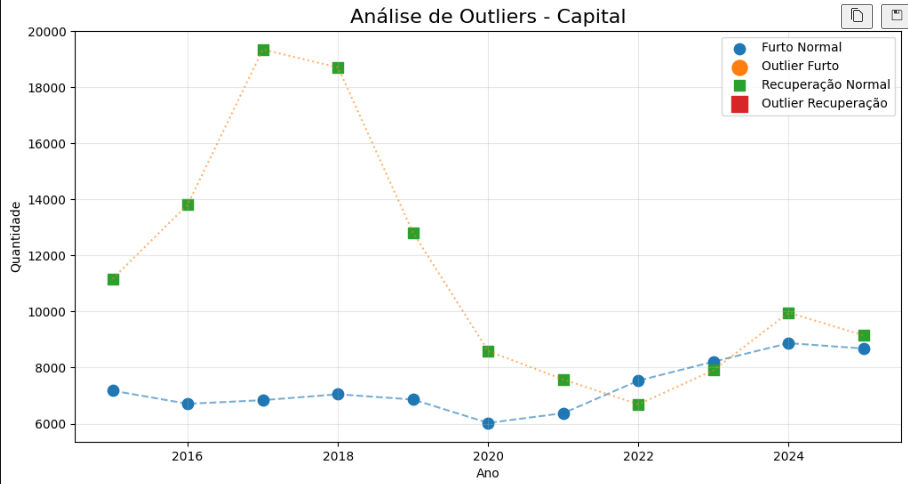 Análise de Outliers - Capital
20000
18000
16000
14000
12000
10000
8000
6000
Quantidade
Furto Normal
Outlier Furto
Recuperação Normal
Outlier Recuperação
2016 2018 2020 2022 2024
Ano